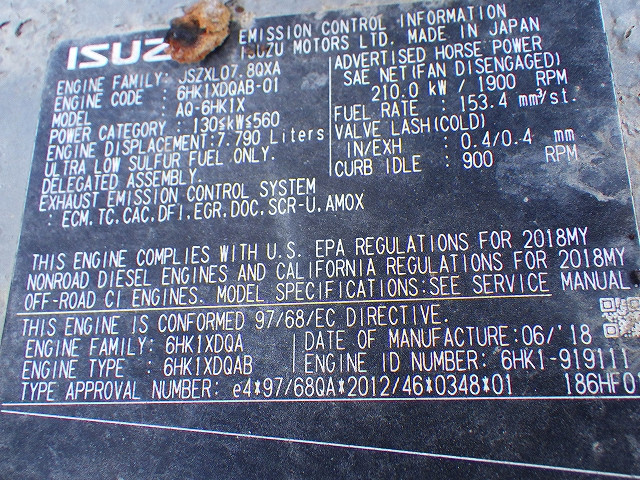 ISUZ
EMISSION CONTROL INFORMATION
ISUZU MOTORS LTD. MADE IN JAPAN
ENGINE FAMILY: JSZXL07.8QXA
ENGINE CODE : 6HK1XDQAB-01
MODEL : AQ-6HK1X
POWER CATEGORY : 130≤kW≤560
ENGINE DISPLACEMENT:7.790 Liters
ULTRA LOW SULFUR FUEL ONLY.
DELEGATED ASSEMBLY.
EXHAUST EMISSION CONTROL SYSTEM
: ECM.TC.CAC.DFI.EGR.DOC.SCR-U.AMOX
ADVERTISED HORSE POWER
SAE NET(FAN DISENGAGED)
210.0 kW / 1900 RPM
FUEL RATE : 153.4 mm³/st.
VALVE LASH(COLD)
IN/EXH : 0.4/0.4 mm
CURB IDLE : 900 RPM
THIS ENGINE COMPLIES WITH U.S. EPA REGULATIONS FOR 2018MY
NONROAD DIESEL ENGINES AND CALIFORNIA REGULATIONS FOR 2018MY
OFF-ROAD CI ENGINES. MODEL SPECIFICATIONS:SEE SERVICE MANUAL
THIS ENGINE IS CONFORMED 97/68/EC DIRECTIVE.
ENGINE FAMILY: 6HK1XDQA
DATE OF MANUFACTURE:06/'18
ENGINE TYPE : 6HK1XDQAB
ENGINE ID NUMBER: 6HK1-919111
TYPE APPROVAL NUMBER: e4*97/68QA*2012/46*0348*01
186HF01